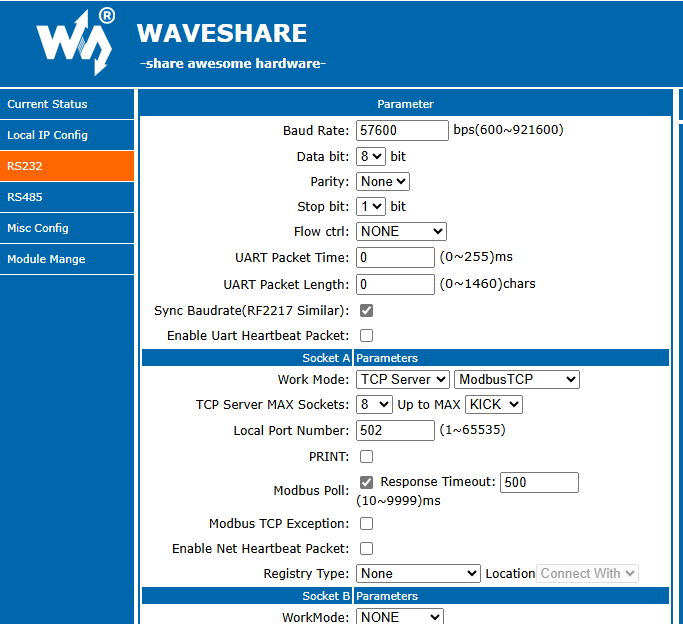 WA ®
WAVESHARE
-share awesome hardware-
Current Status
Local IP Config
RS232
RS485
Misc Config
Module Mange
Parameter
Baud Rate: 57600 bps(600~921600)
Data bit: 8 bit
Parity: None
Stop bit: 1 bit
Flow ctrl: NONE
UART Packet Time: 0 (0~255)ms
UART Packet Length: 0 (0~1460)chars
Sync Baudrate(RF2217 Similar):
Enable Uart Heartbeat Packet:
Socket A Parameters
Work Mode: TCP Server ModbusTCP
TCP Server MAX Sockets: 8 Up to MAX KICK
Local Port Number: 502 (1~65535)
PRINT:
Modbus Poll: Response Timeout: 500
(10~9999)ms
Modbus TCP Exception:
Enable Net Heartbeat Packet:
Registry Type: None Location Connect With
Socket B Parameters
WorkMode: NONE